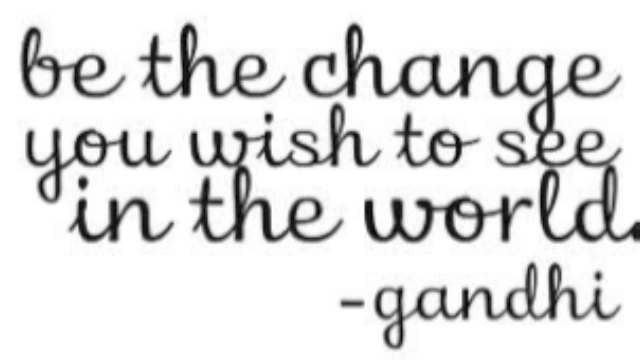 be the change
you wish to see
in the world.
-gandhi